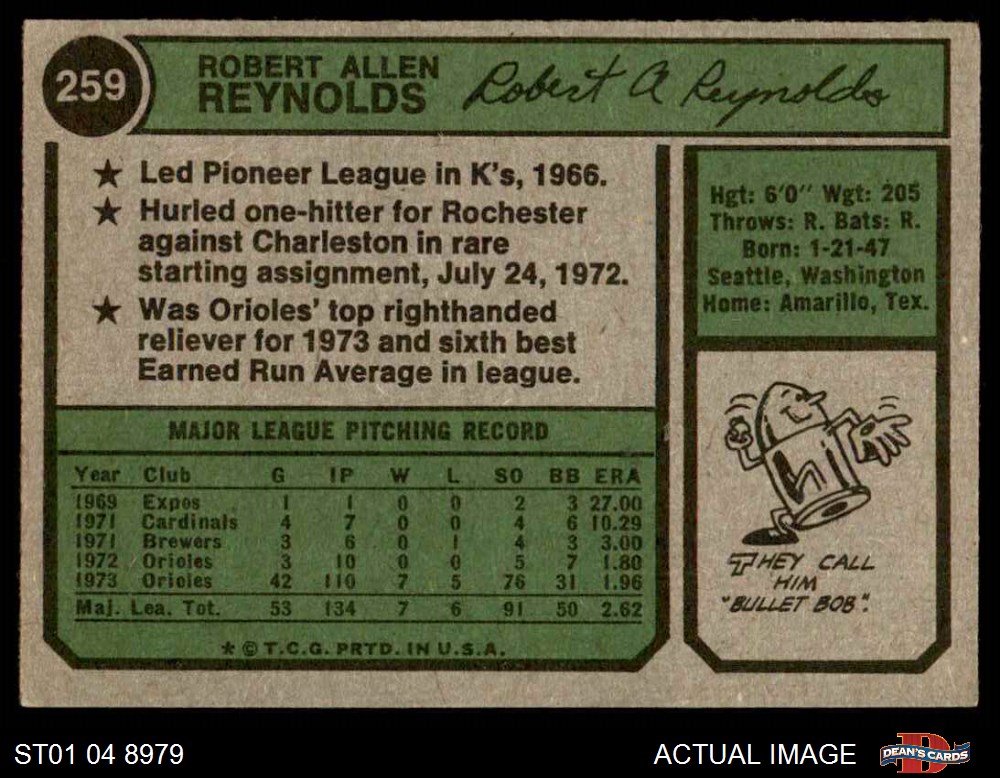 259
ROBERT ALLEN
REYNOLDS
Robert A Reynolds
★ Led Pioneer League in K's, 1966.
★ Hurled one-hitter for Rochester
against Charleston in rare
starting assignment, July 24, 1972.
★ Was Orioles' top righthanded
reliever for 1973 and sixth best
Earned Run Average in league.
Hgt: 6'0" Wgt: 205
Throws: R. Bats: R.
Born: 1-21-47
Seattle, Washington
Home: Amarillo, Tex.
MAJOR LEAGUE PITCHING RECORD
Year Club G IP W L SO BB ERA
1969 Expos 1 1 0 0 2 3 27.00
1971 Cardinals 4 7 0 0 4 6 10.29
1971 Brewers 3 6 0 1 4 3 3.00
1972 Orioles 3 10 0 0 5 7 1.80
1973 Orioles 42 110 7 5 76 31 1.96
Maj. Lea. Tot. 53 134 7 6 91 50 2.62
* © T.C.G. PRTD. IN U.S.A.
THEY CALL
HIM
"BULLET BOB".
ST01 04 8979
ACTUAL IMAGE
DEAN'S CARDS